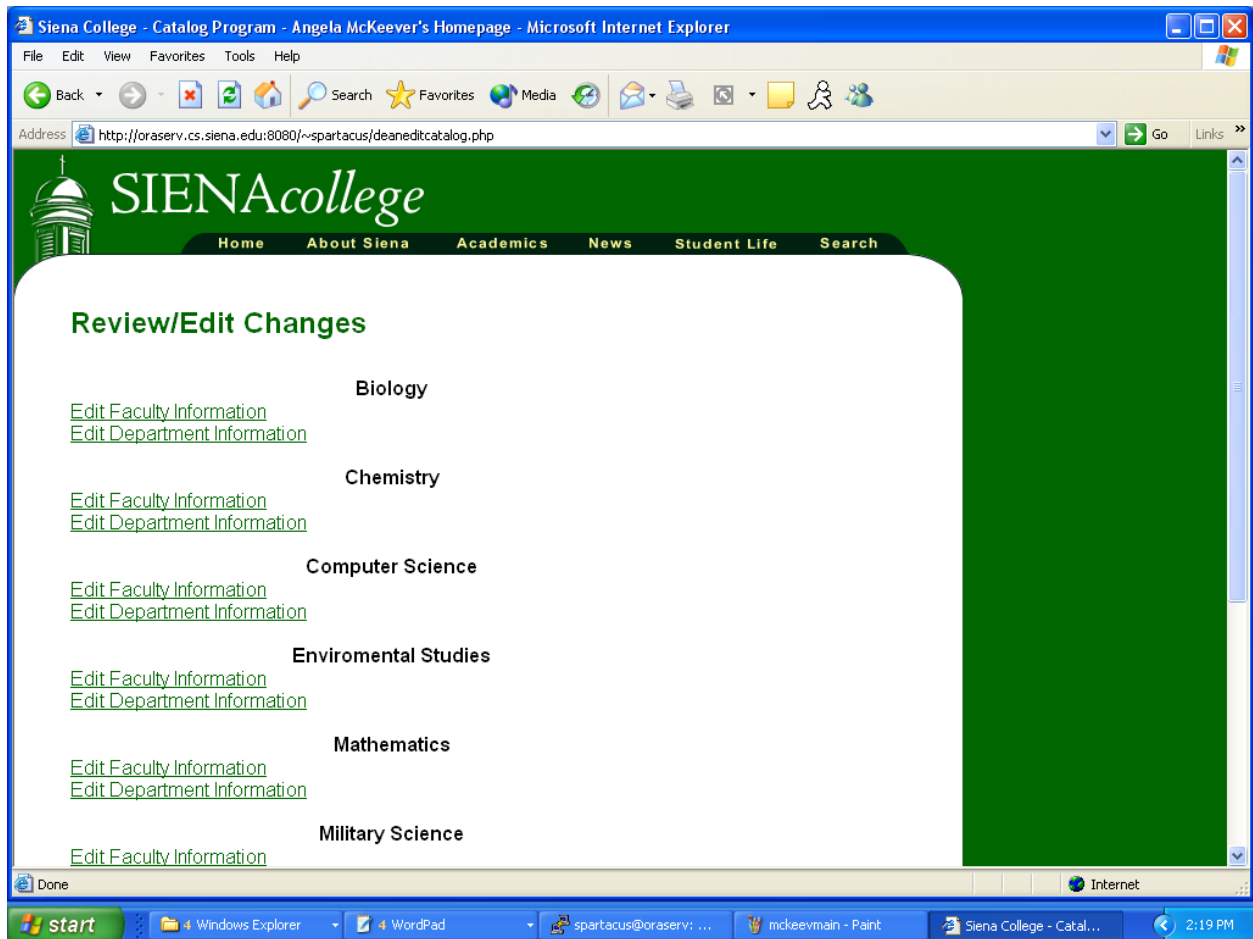 Siena College - Catalog Program - Angela McKeever's Homepage - Microsoft Internet Explorer
File Edit View Favorites Tools Help
Back Search Favorites Media
Address http://oraserv.cs.siena.edu:8080/~spartacus/deaneditcatalog.php Go Links »
SIENAcollege
Home About Siena Academics News Student Life Search
Review/Edit Changes
Biology
Edit Faculty Information
Edit Department Information
Chemistry
Edit Faculty Information
Edit Department Information
Computer Science
Edit Faculty Information
Edit Department Information
Enviromental Studies
Edit Faculty Information
Edit Department Information
Mathematics
Edit Faculty Information
Edit Department Information
Military Science
Edit Faculty Information
Done Internet
start 4 Windows Explorer 4 WordPad spartacus@oraserv: ... mckeevmain - Paint Siena College - Catal... 2:19 PM